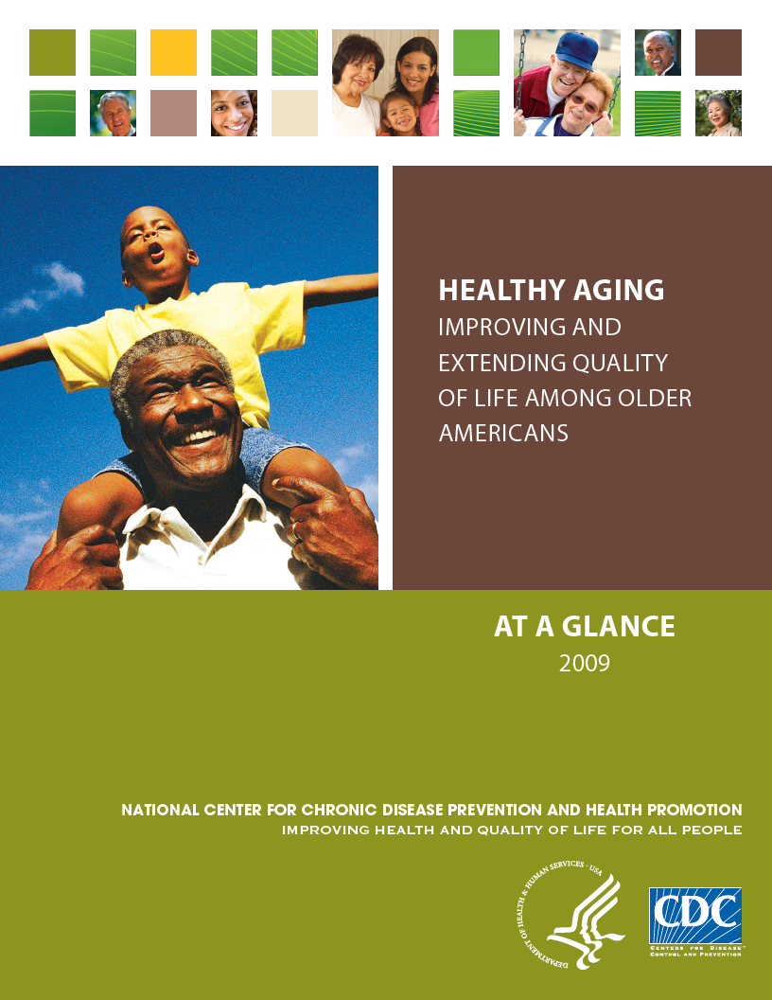 HEALTHY AGING
IMPROVING AND
EXTENDING QUALITY
OF LIFE AMONG OLDER
AMERICANS
AT A GLANCE
2009
NATIONAL CENTER FOR CHRONIC DISEASE PREVENTION AND HEALTH PROMOTION
IMPROVING HEALTH AND QUALITY OF LIFE FOR ALL PEOPLE
DEPARTMENT OF HEALTH & HUMAN SERVICES · USA
CDC
CENTERS FOR DISEASE™
CONTROL AND PREVENTION